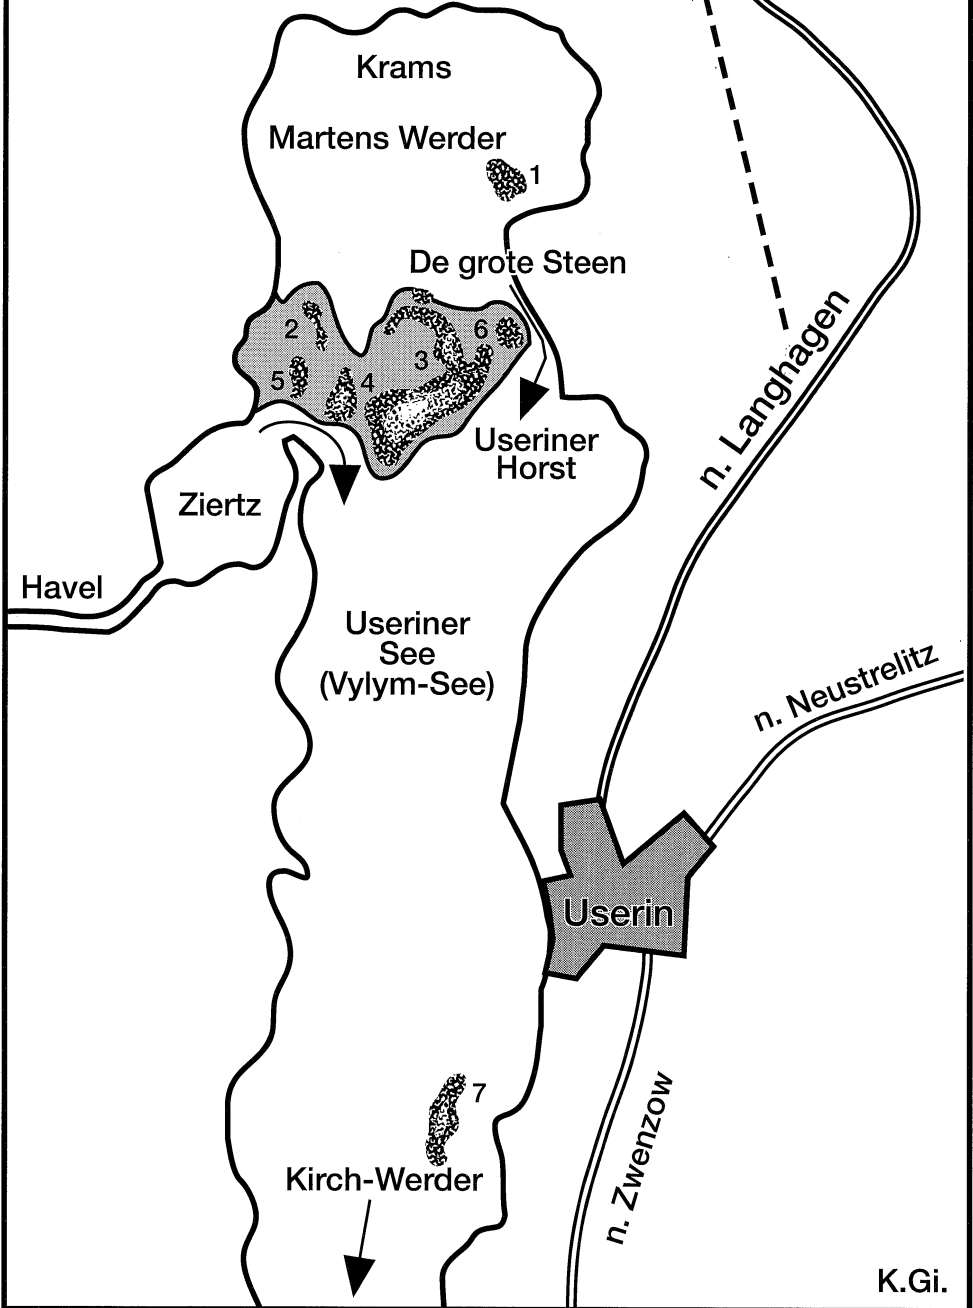 Krams
Martens Werder
1
De grote Steen
2
6
3
5
4
n. Langhagen
Useriner
Horst
Ziertz
Havel
Useriner
See
(Vylym-See)
n. Neustrelitz
Userin
7
Kirch-Werder
n. Zwenzow
K.Gi.